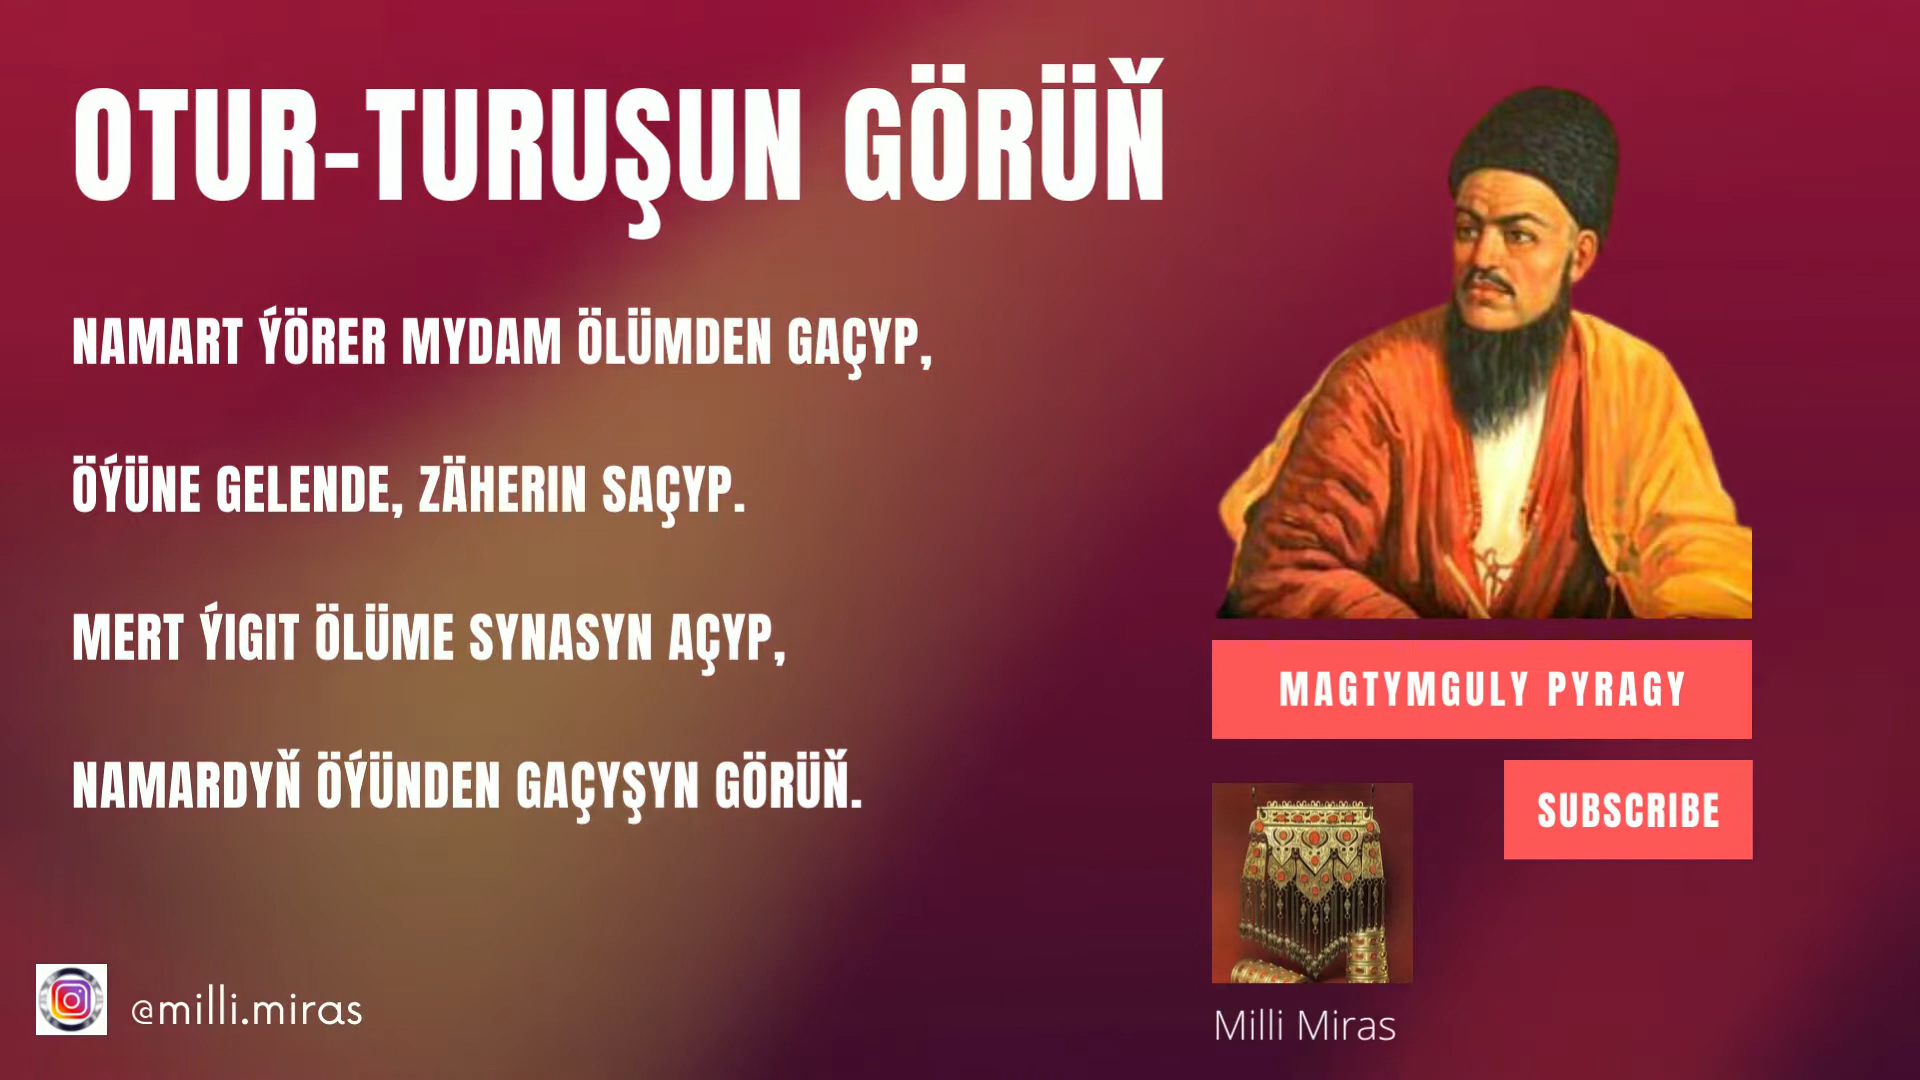 OTUR-TURUŞUN GÖRÜŇ
NAMART ÝÖRER MYDAM ÖLÜMDEN GAÇYP,
ÖÝÜNE GELENDE, ZÄHERIN SAÇYP.
MERT ÝIGIT ÖLÜME SYNASYN AÇYP,
NAMARDYŇ ÖÝÜNDEN GAÇYŞYN GÖRÜŇ.
MAGTYMGULY PYRAGY
SUBSCRIBE
@milli.miras
Milli Miras